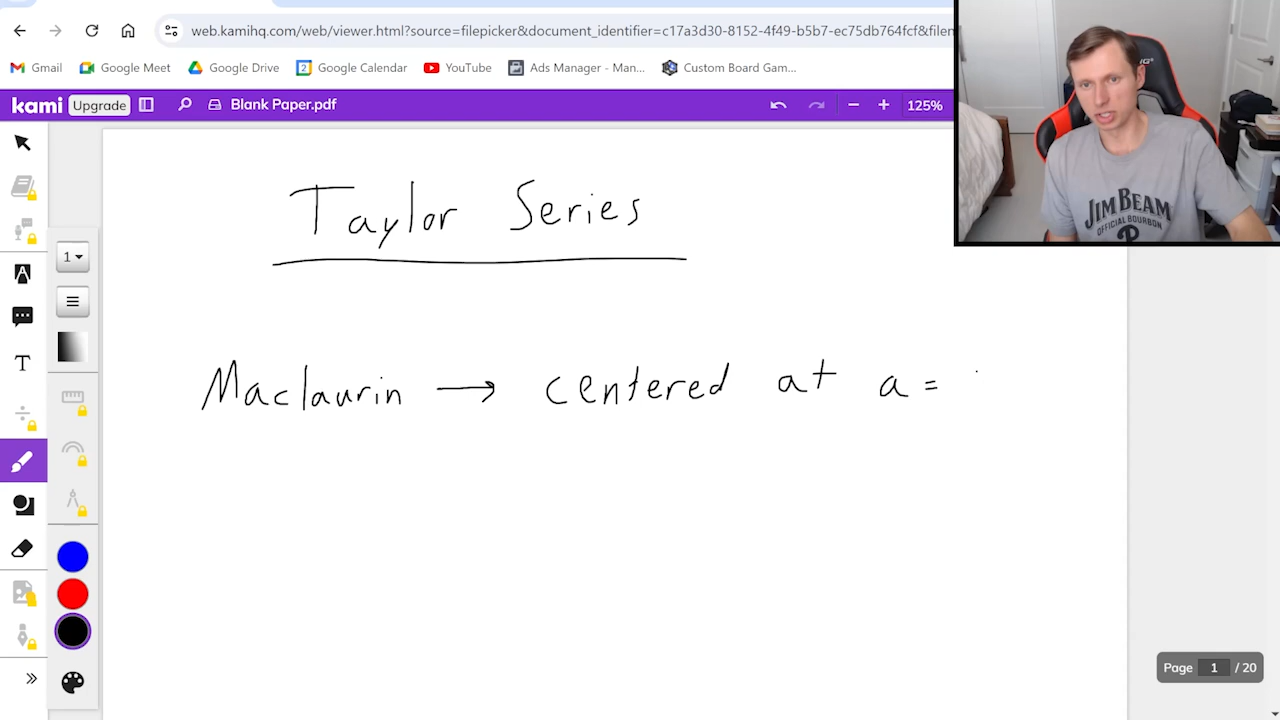 web.kamihq.com/web/viewer.html?source=filepicker&document_identifier=c17a3d30-8152-4f49-b5b7-ec75db764fcf&filen
Gmail Google Meet Google Drive Google Calendar YouTube Ads Manager - Man... Custom Board Gam...
kami Upgrade Blank Paper.pdf 125%
Taylor Series
1
Maclaurin → centered at a =
T
JIM BEAM
OFFICIAL BOURBON
P
Page 1 / 20